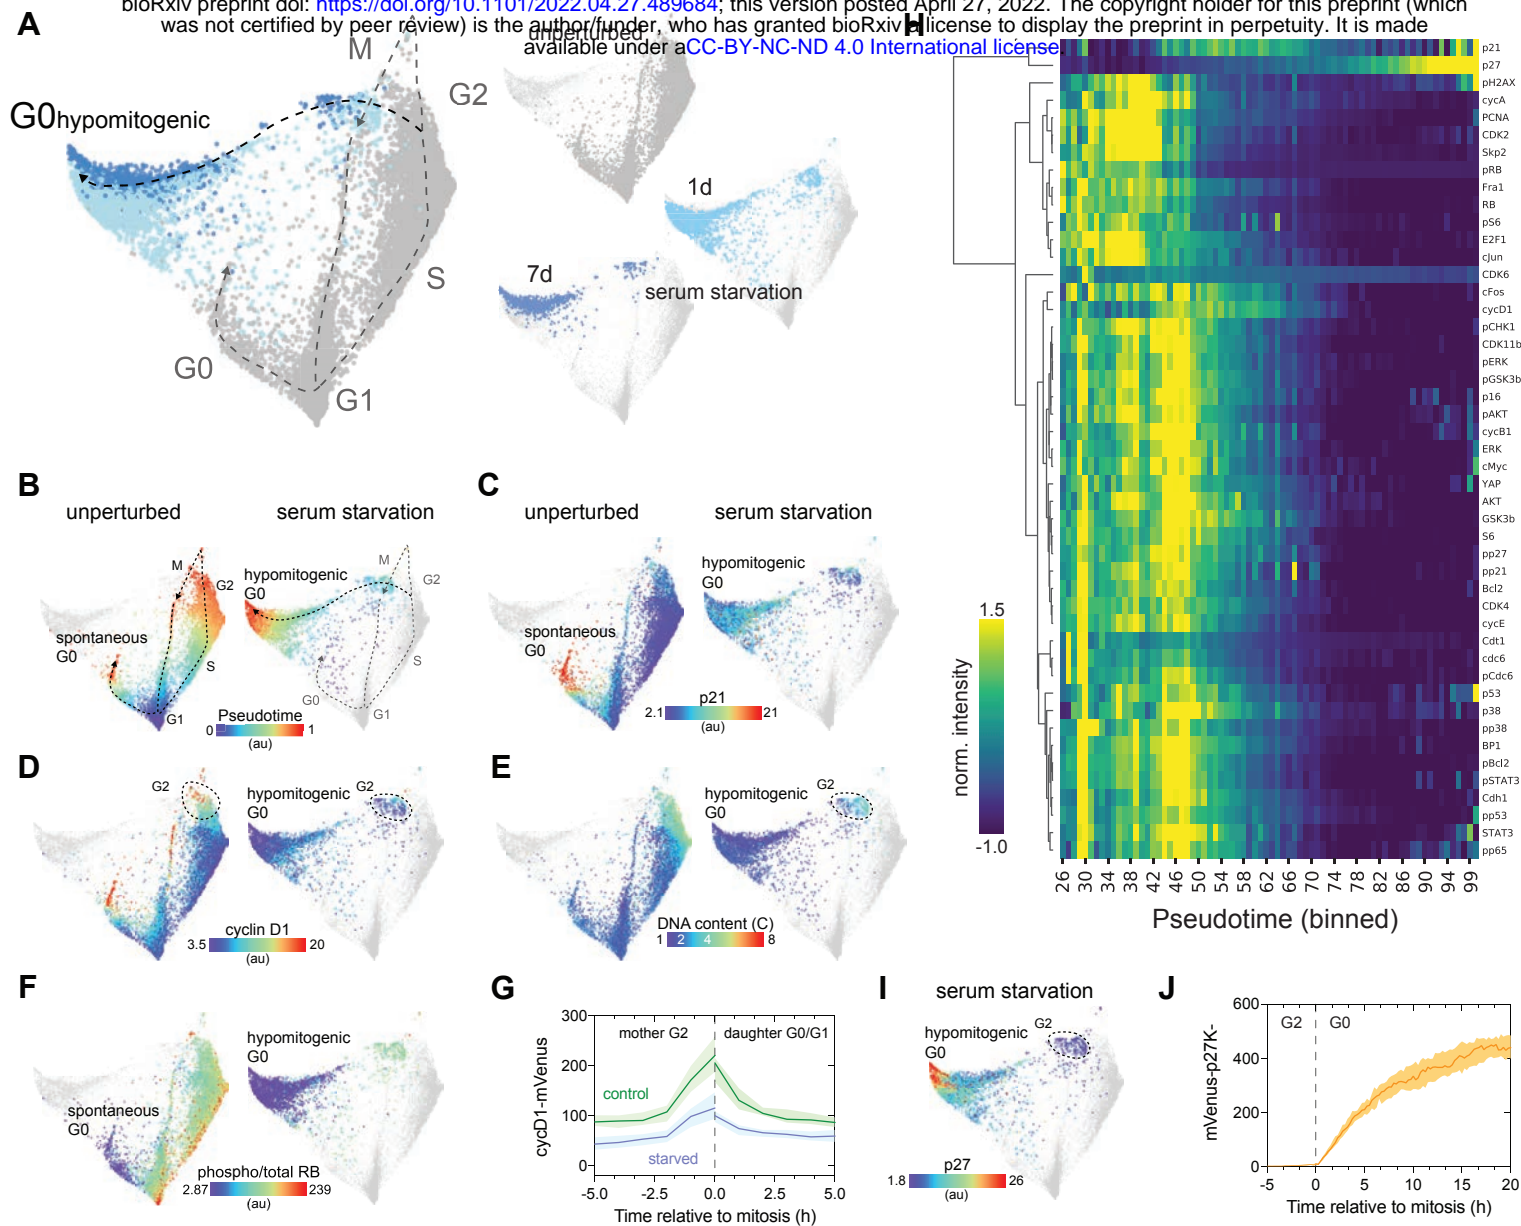 bioRxiv preprint doi: https://doi.org/10.1101/2022.04.27.489684; this version posted April 27, 2022. The copyright holder for this preprint (which
was not certified by peer review) is the author/funder, who has granted bioRxiv a license to display the preprint in perpetuity. It is made
available under aCC-BY-NC-ND 4.0 International license.
A
M
G2
G0 hypomitogenic
S
G0
G1
unperturbed
1d
7d
serum starvation
B
unperturbed
serum starvation
M
G2
spontaneous
G0
S
G1
Pseudotime
0
1
(au)
hypomitogenic
G0
M
G2
S
G0
G1
C
unperturbed
serum starvation
hypomitogenic
G0
spontaneous
G0
p21
2.1
21
(au)
D
G2
hypomitogenic
G0
G2
cyclin D1
3.5
20
(au)
E
hypomitogenic
G0
G2
DNA content (C)
1 2 4 8
F
hypomitogenic
G0
spontaneous
G0
phospho/total RB
2.87
239
(au)
G
300
200
100
0
cycD1-mVenus
mother G2
daughter G0/G1
control
starved
-5.0 -2.5 0.0 2.5 5.0
Time relative to mitosis (h)
H
p21
p27
pH2AX
cycA
PCNA
CDK2
Skp2
pRB
Fra1
RB
pS6
E2F1
cJun
CDK6
cFos
cycD1
pCHK1
CDK11b
pERK
pGSK3b
p16
pAKT
cycB1
ERK
cMyc
YAP
AKT
GSK3b
S6
pp27
pp21
Bcl2
CDK4
cycE
Cdt1
cdc6
pCdc6
p53
p38
pp38
BP1
pBcl2
pSTAT3
Cdh1
pp53
STAT3
pp65
1.5
norm. intensity
-1.0
26 30 34 38 42 46 50 54 58 62 66 70 74 78 82 86 90 94 99
Pseudotime (binned)
I
serum starvation
hypomitogenic
G0
G2
p27
1.8
26
(au)
J
600
400
200
0
mVenus-p27K-
G2
G0
-5 0 5 10 15 20
Time relative to mitosis (h)